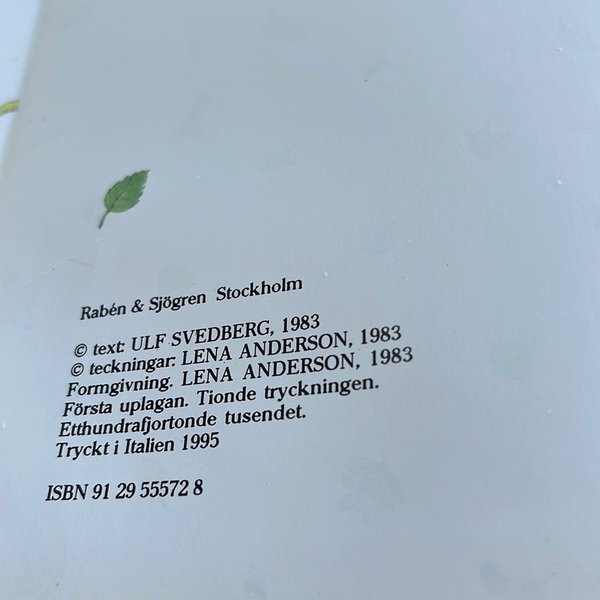 Rabén & Sjögren Stockholm
© text: ULF SVEDBERG, 1983
© teckningar: LENA ANDERSON, 1983
Formgivning. LENA ANDERSON, 1983
Första uplagan. Tionde tryckningen.
Etthundrafjortonde tusendet.
Tryckt i Italien 1995
ISBN 91 29 55572 8